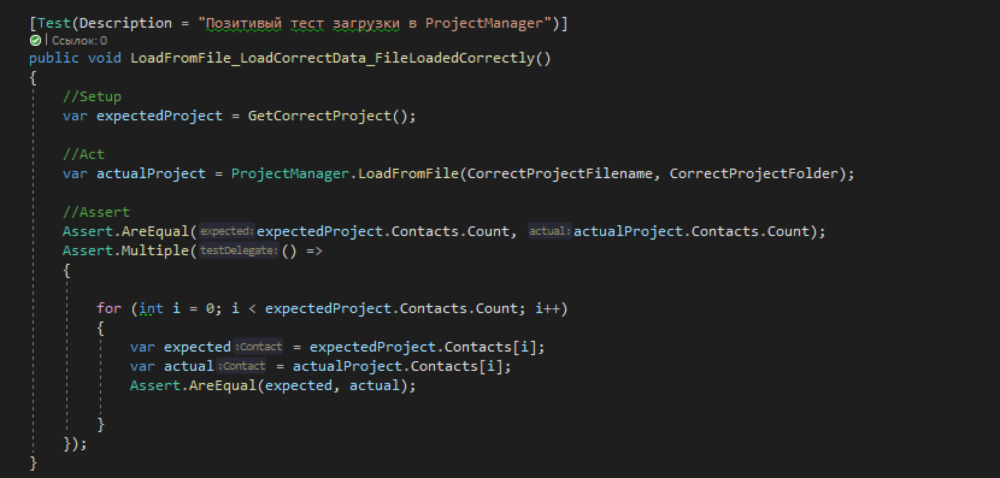 [Test(Description = "Позитивый тест загрузки в ProjectManager")]
Ссылок: 0
public void LoadFromFile_LoadCorrectData_FileLoadedCorrectly()
{
//Setup
var expectedProject = GetCorrectProject();
//Act
var actualProject = ProjectManager.LoadFromFile(CorrectProjectFilename, CorrectProjectFolder);
//Assert
Assert.AreEqual(expected: expectedProject.Contacts.Count, actual: actualProject.Contacts.Count);
Assert.Multiple(testDelegate: () =>
{
for (int i = 0; i < expectedProject.Contacts.Count; i++)
{
var expected :Contact = expectedProject.Contacts[i];
var actual :Contact = actualProject.Contacts[i];
Assert.AreEqual(expected, actual);
}
});
}